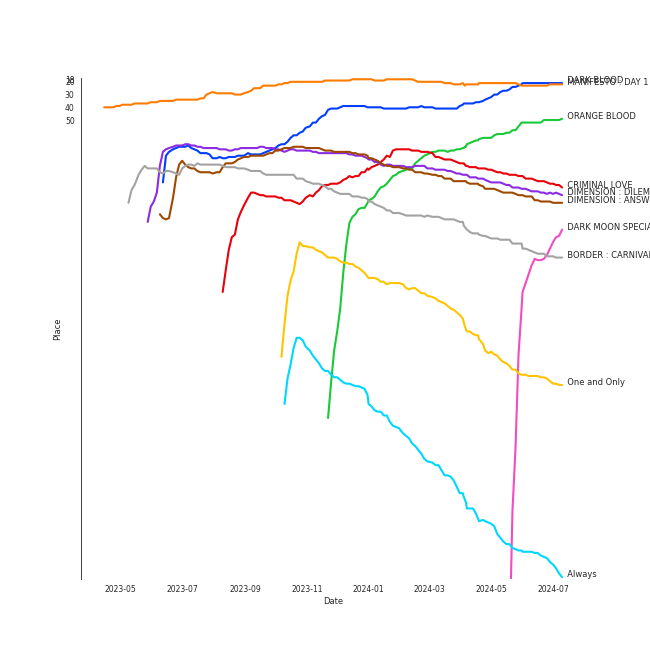 18
20
30
40
50
Place
DARK BLOOD
MANIFESTO : DAY 1
ORANGE BLOOD
CRIMINAL LOVE
DIMENSION : DILEM
DIMENSION : ANSW
DARK MOON SPECIA
BORDER : CARNIVAL
One and Only
Always
2023-05 2023-07 2023-09 2023-11 2024-01 2024-03 2024-05 2024-07
Date